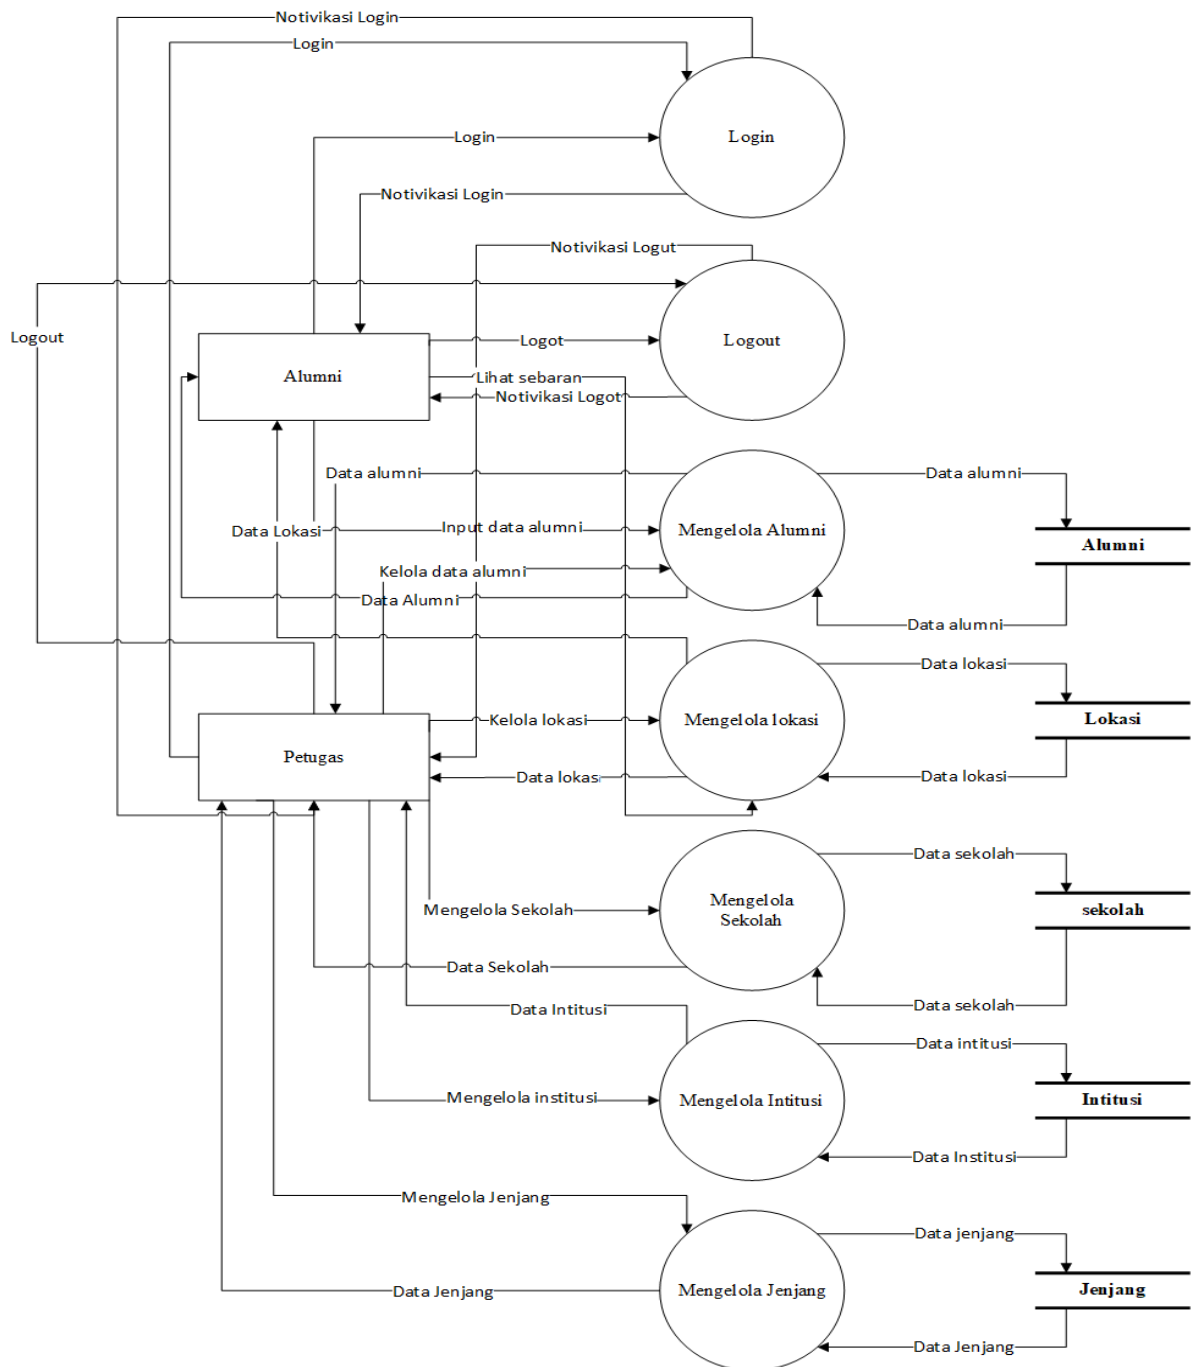 Notivikasi Login
Login
Login
Login
Notivikasi Login
Notivikasi Logut
Logout
Logot
Logout
Alumni
Lihat sebaran
Notivikasi Logot
Data alumni
Data alumni
Data Lokasi
Input data alumni
Mengelola Alumni
Alumni
Kelola data alumni
Data Alumni
Data alumni
Data lokasi
Kelola lokasi
Mengelola lokasi
Lokasi
Petugas
Data lokasi
Data lokasi
Data sekolah
Mengelola Sekolah
Mengelola
Sekolah
sekolah
Data Sekolah
Data sekolah
Data Intitusi
Data intitusi
Mengelola institusi
Mengelola Intitusi
Intitusi
Data Institusi
Mengelola Jenjang
Data jenjang
Data Jenjang
Mengelola Jenjang
Jenjang
Data Jenjang